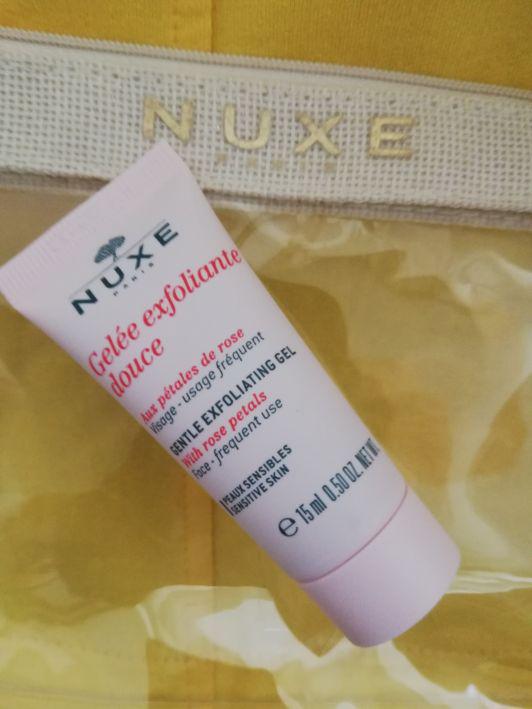 NUXE
PARIS
NUXE
PARIS
Gelée exfoliante
douce
Aux pétales de rose
Visage - usage fréquent
GENTLE EXFOLIATING GEL
With rose petals
Face - frequent use
PEAUX SENSIBLES
SENSITIVE SKIN
℮ 15 ml 0.50 OZ. NET